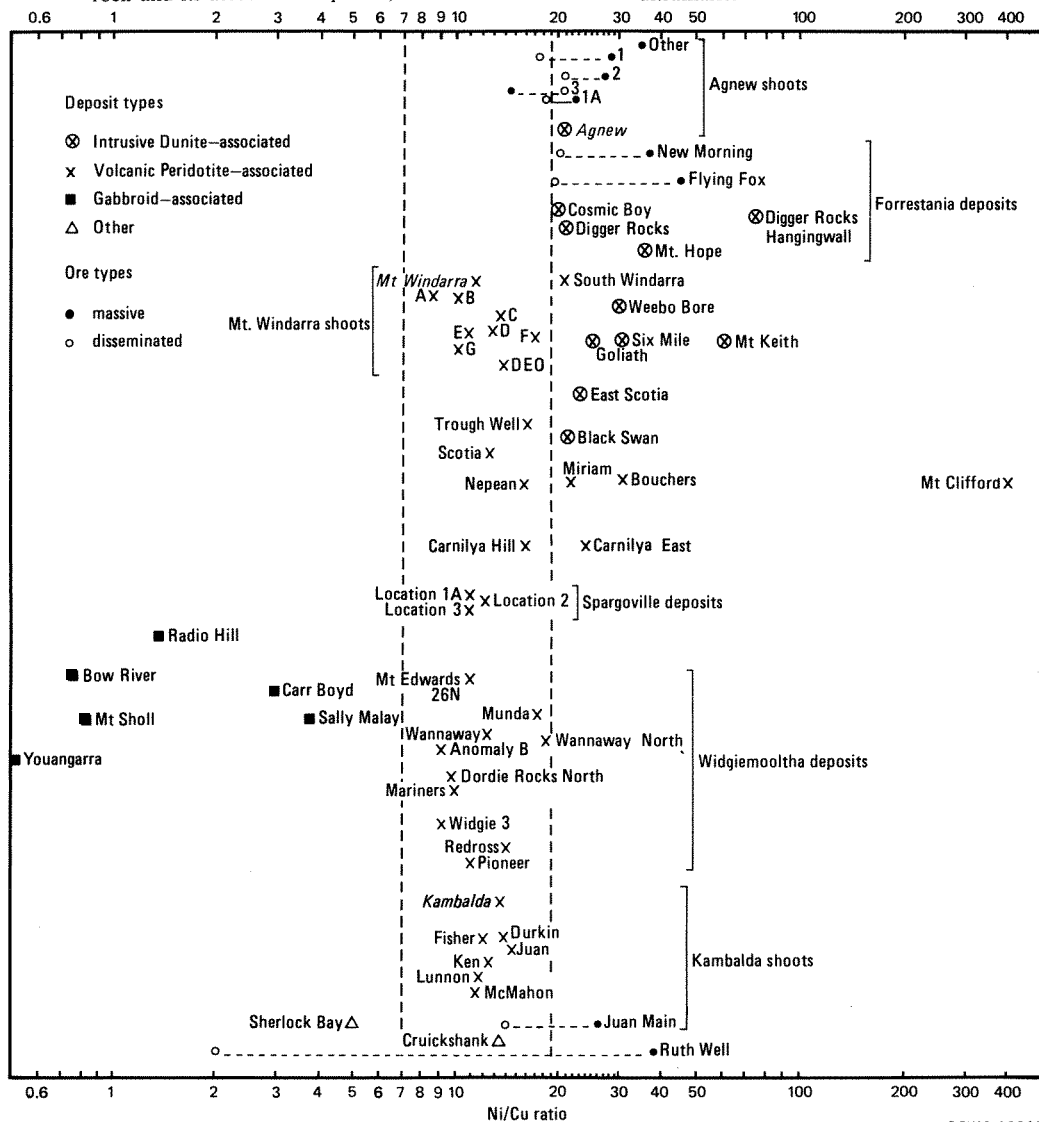 0.6 1 2 3 4 5 6 7 8 9 10 20 30 40 50 60 100 200 300 400
Other
1
2
3
1A
Agnew shoots
Deposit types
Intrusive Dunite–associated
Volcanic Peridotite–associated
Gabbroid–associated
Other
Ore types
massive
disseminated
Agnew
New Morning
Flying Fox
Cosmic Boy
Digger Rocks
Digger Rocks
Hangingwall
Mt. Hope
Forrestania deposits
Mt Windarra
A
B
C
D
E
F
G
DEO
Mt. Windarra shoots
South Windarra
Weebo Bore
Goliath
Six Mile
Mt Keith
East Scotia
Trough Well
Black Swan
Scotia
Nepean
Miriam
Bouchers
Mt Clifford
Carnilya Hill
Carnilya East
Location 1A
Location 2
Location 3
Spargoville deposits
Radio Hill
Bow River
Carr Boyd
Mt Sholl
Sally Malay
Youangarra
Mt Edwards
26N
Munda
Wannaway
Wannaway North
Anomaly B
Dordie Rocks North
Mariners
Widgie 3
Redross
Pioneer
Widgiemooltha deposits
Kambalda
Durkin
Fisher
Juan
Ken
Lunnon
McMahon
Kambalda shoots
Sherlock Bay
Juan Main
Cruickshank
Ruth Well
0.6 1 2 3 4 5 6 7 8 9 10 20 30 40 50 60 100 200 300 400
Ni/Cu ratio